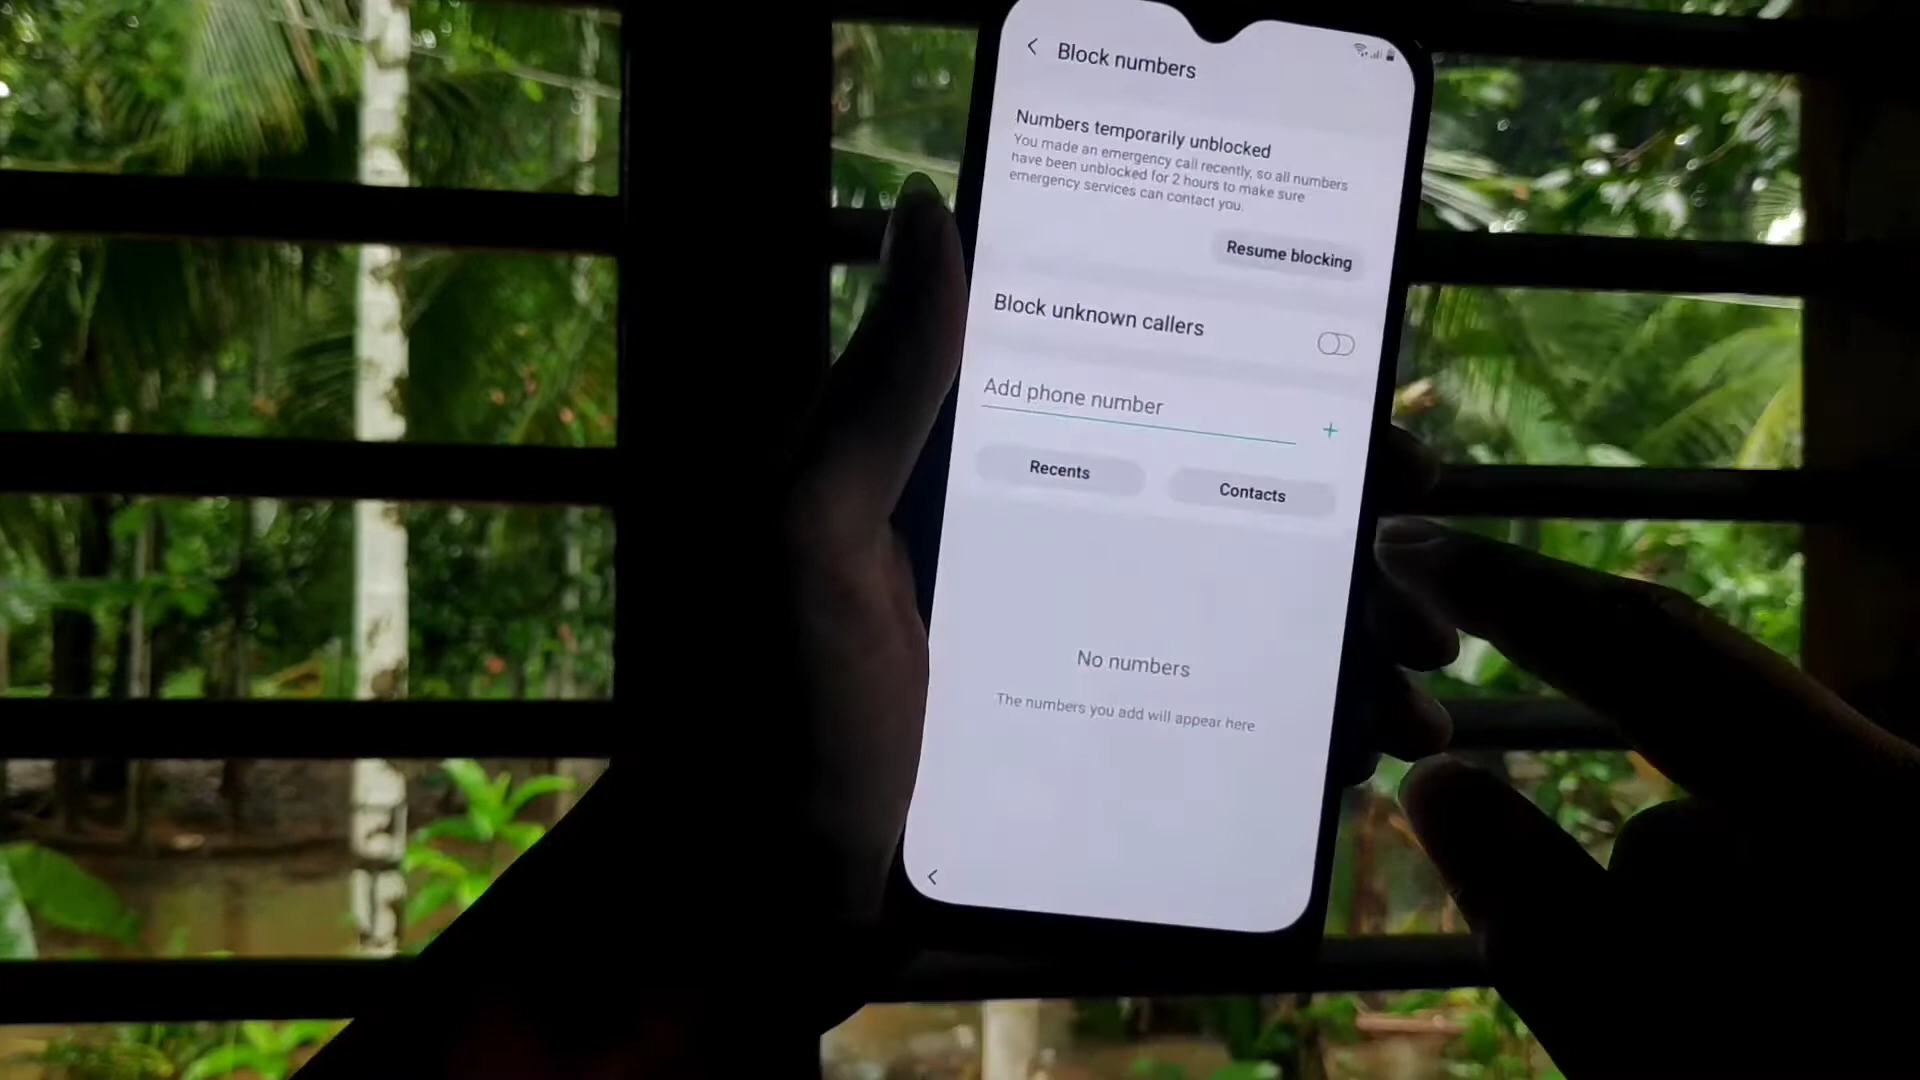 Block numbers
Numbers temporarily unblocked
You made an emergency call recently, so all numbers
have been unblocked for 2 hours to make sure
emergency services can contact you.
Resume blocking
Block unknown callers
Add phone number
Recents
Contacts
No numbers
The numbers you add will appear here